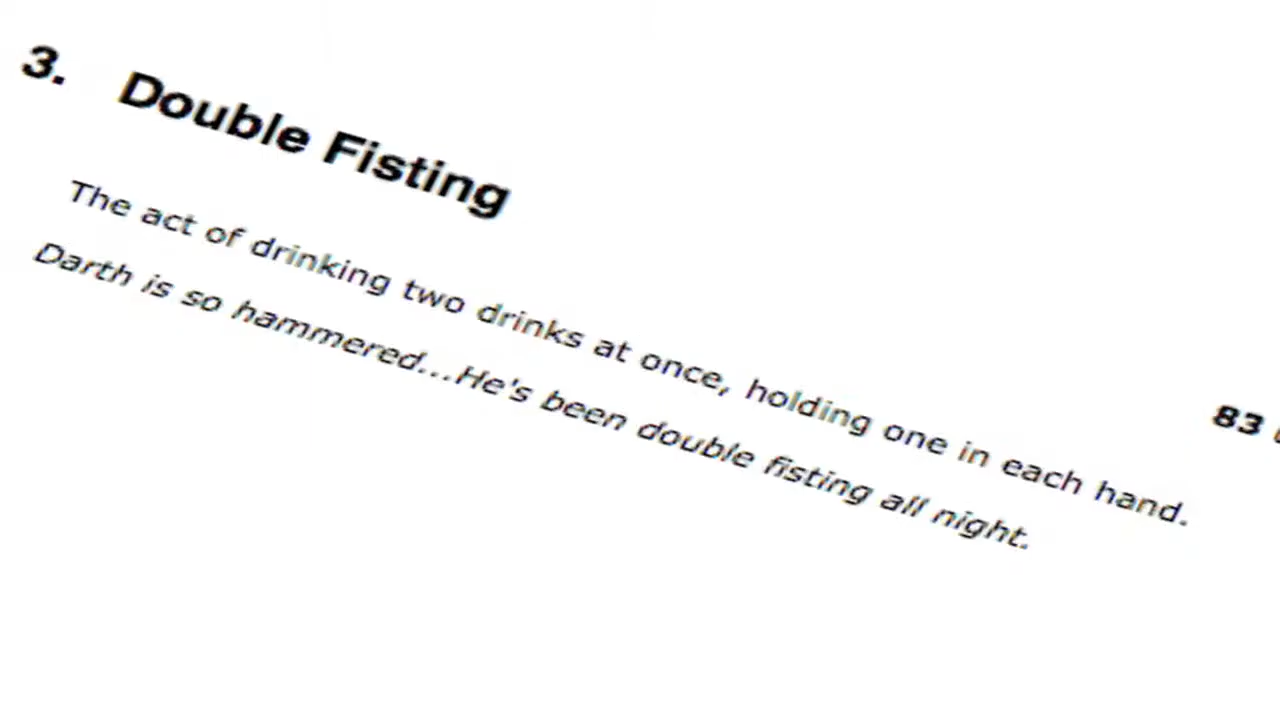 3. Double Fisting
The act of drinking two drinks at once, holding one in each hand.
Darth is so hammered...He's been double fisting all night.
83